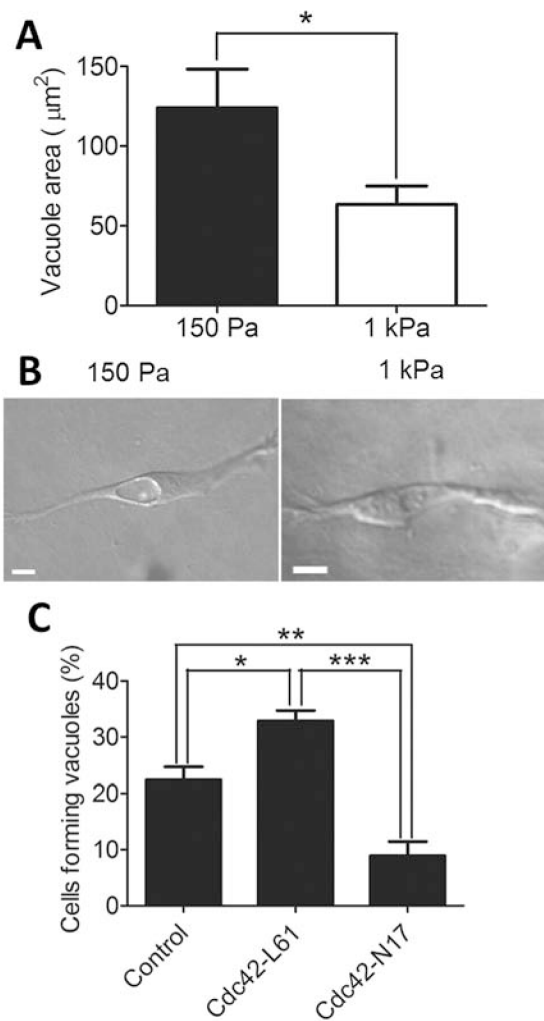 A
*
Vacuole area ( μm²)
150
100
50
0
150 Pa
1 kPa
B
150 Pa
1 kPa
C
**
*
***
Cells forming vacuoles (%)
40
30
20
10
0
Control
Cdc42-L61
Cdc42-N17